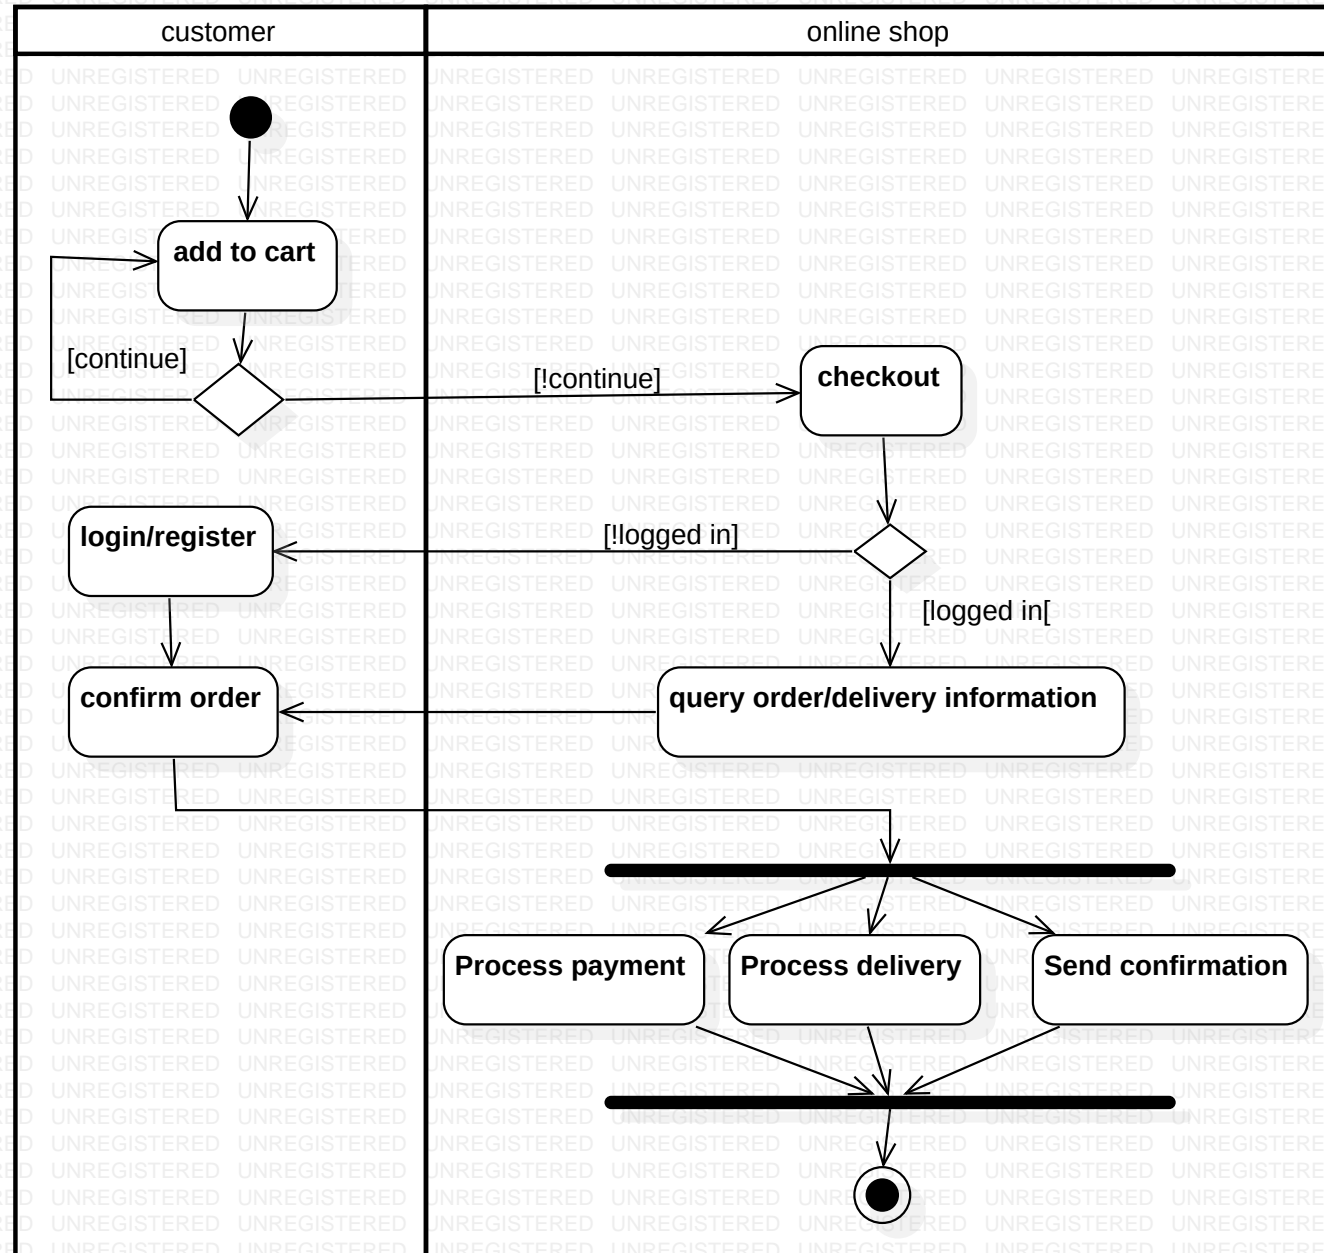 customer
online shop
add to cart
[continue]
[!continue]
checkout
login/register
[!logged in]
[logged in[
confirm order
query order/delivery information
Process payment
Process delivery
Send confirmation
UNREGISTERED